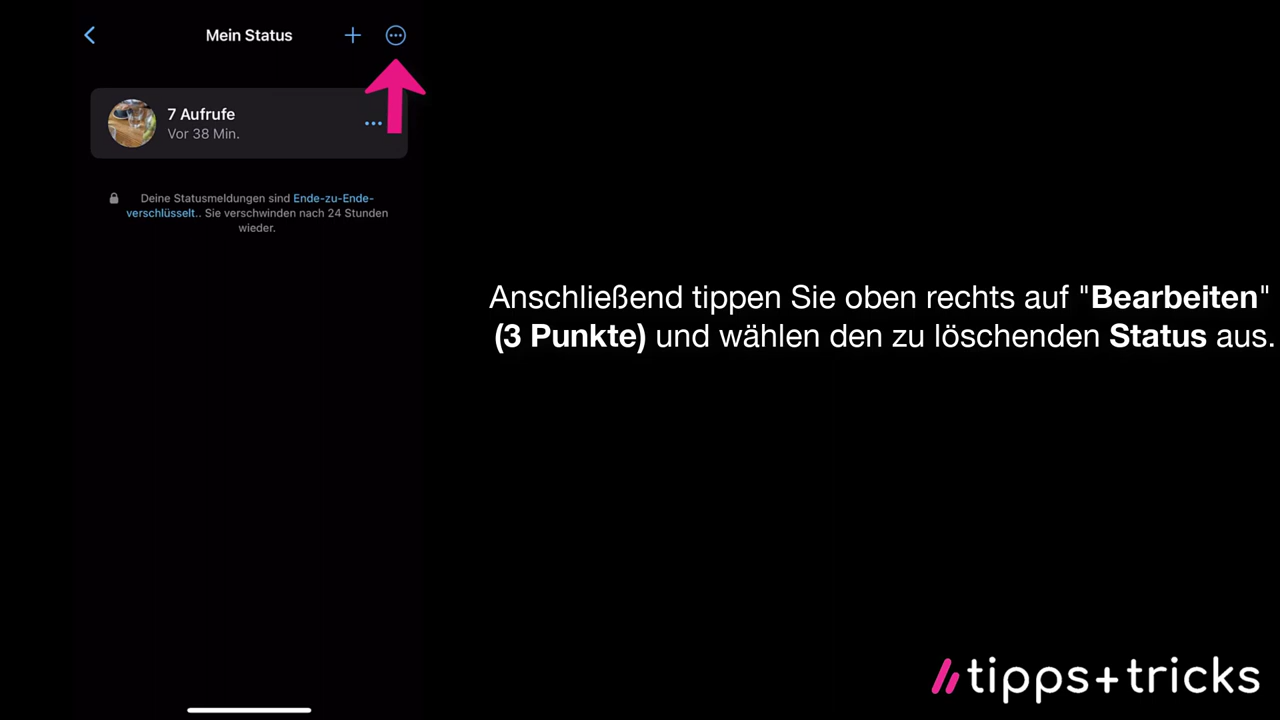 Mein Status
7 Aufrufe
Vor 38 Min.
Deine Statusmeldungen sind Ende-zu-Ende-
verschlüsselt.. Sie verschwinden nach 24 Stunden
wieder.
Anschließend tippen Sie oben rechts auf "Bearbeiten"
(3 Punkte) und wählen den zu löschenden Status aus.
tipps+tricks